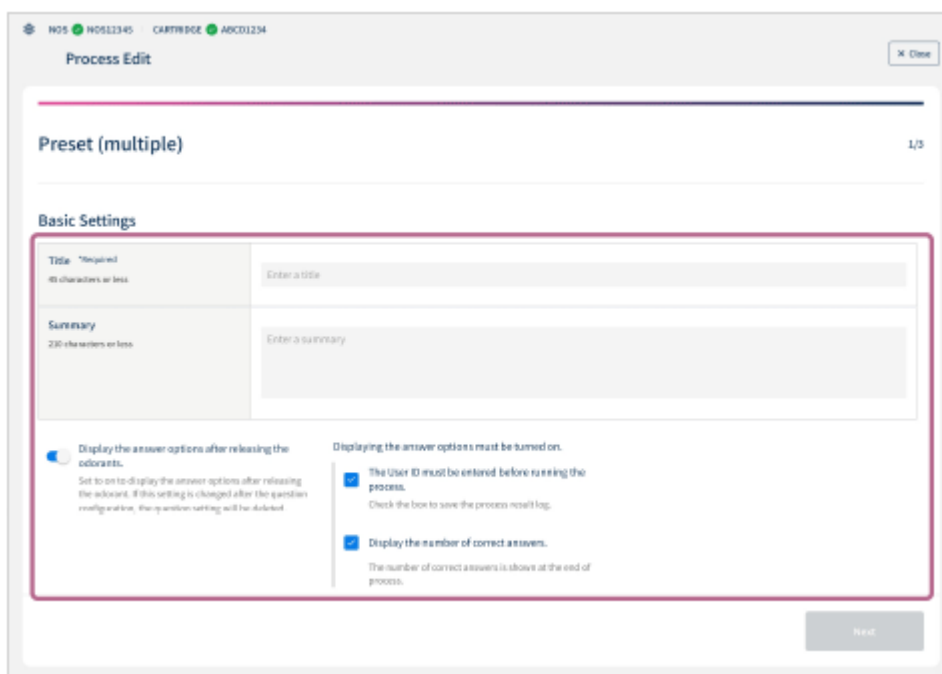 NOS NOS12345 CARTRIDGE ABCD1234
Process Edit
× Close
Preset (multiple)
1/3
Basic Settings
Title *Required
45 characters or less
Enter a title
Summary
210 characters or less
Enter a summary
Display the answer options after releasing the
odorants.
Set to on to display the answer options after releasing
the odorant. If this setting is changed after the question
configuration, the question setting will be deleted
Displaying the answer options must be turned on.
The User ID must be entered before running the
process.
Check the box to save the process result log.
Display the number of correct answers.
The number of correct answers is shown at the end of
process.
Next